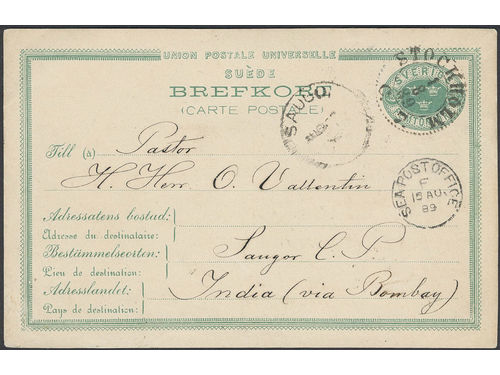 UNION POSTALE UNIVERSELLE
SUÈDE
BREFKORT
(CARTE POSTALE)
STOCKHOLM
SVERIGE
SAUGOR
Till (à) Pastor
H. Herr. O. Vallentin
SEA POST OFFICE
F
15 AU.
89
Adressatens bostad:
Adresse du destinataire:
Bestämmelseorten: Saugor C. P.
Lieu de destination:
Adresslandet: India (via Bombay)
Pays de destination: